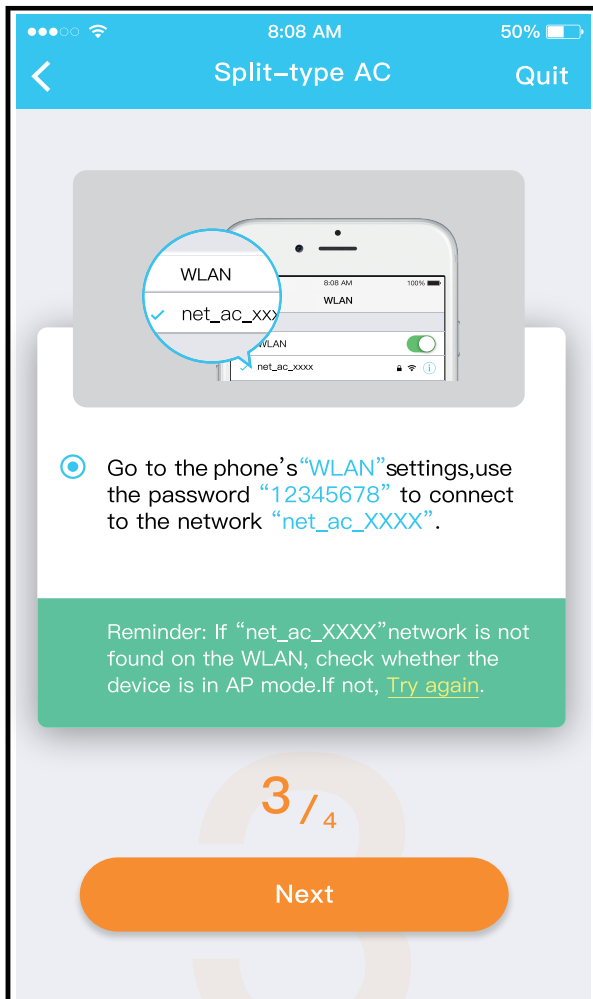 8:08 AM
50%
Split-type AC
Quit
WLAN
net_ac_xxx
8:08 AM
100%
WLAN
WLAN
net_ac_xxxx
Go to the phone's“WLAN”settings,use
the password “12345678” to connect
to the network “net_ac_XXXX”.
Reminder: If “net_ac_XXXX”network is not
found on the WLAN, check whether the
device is in AP mode.If not, Try again.
3
3/4
Next